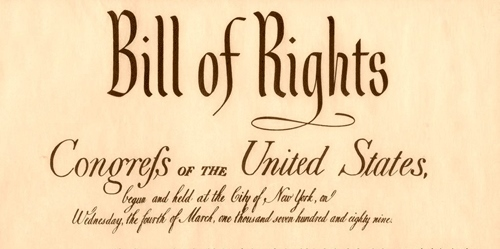 Bill of Rights
Congreſs OF THE United States,
begun and held at the City of New York, on
Wednesday, the fourth of March, one thousand seven hundred and eighty nine.